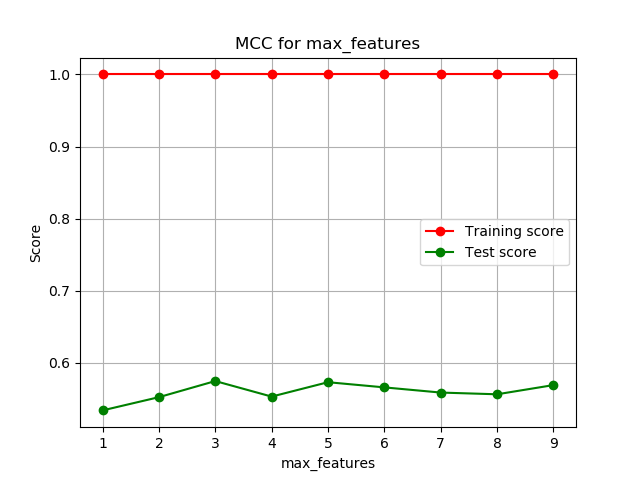 MCC for max_features
1.0
0.9
0.8
0.7
0.6
Score
Training score
Test score
1 2 3 4 5 6 7 8 9
max_features